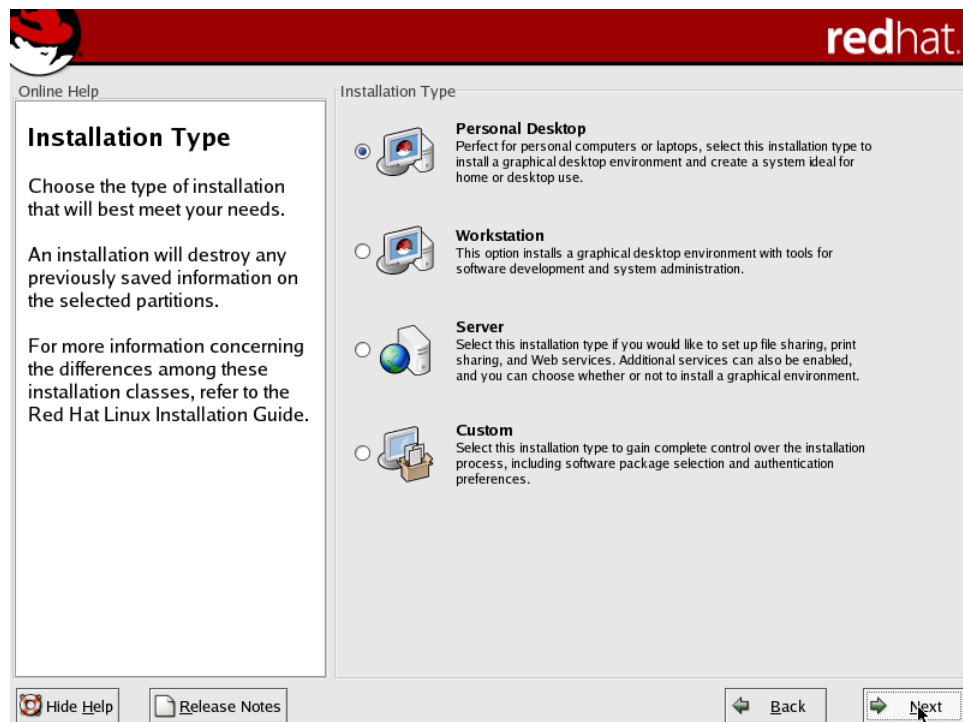 redhat.
Online Help
Installation Type
Choose the type of installation
that will best meet your needs.
An installation will destroy any
previously saved information on
the selected partitions.
For more information concerning
the differences among these
installation classes, refer to the
Red Hat Linux Installation Guide.
Installation Type
Personal Desktop
Perfect for personal computers or laptops, select this installation type to
install a graphical desktop environment and create a system ideal for
home or desktop use.
Workstation
This option installs a graphical desktop environment with tools for
software development and system administration.
Server
Select this installation type if you would like to set up file sharing, print
sharing, and Web services. Additional services can also be enabled,
and you can choose whether or not to install a graphical environment.
Custom
Select this installation type to gain complete control over the installation
process, including software package selection and authentication
preferences.
Hide Help
Release Notes
Back
Next